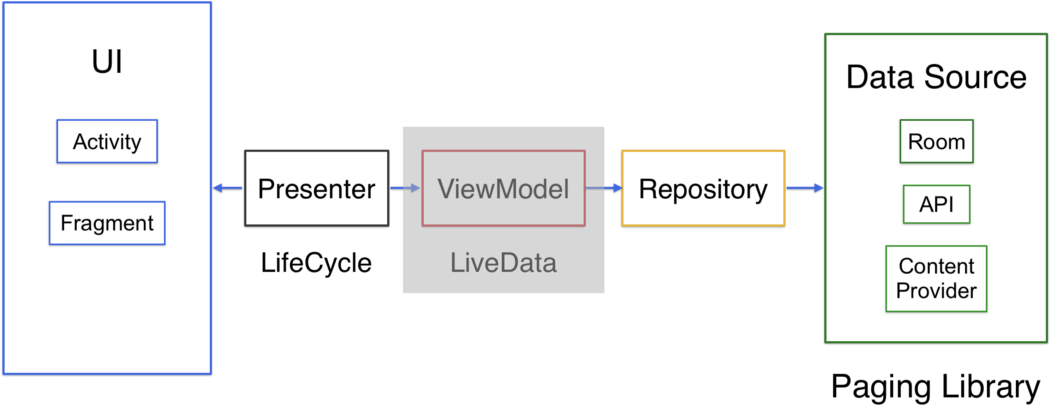 UI
Activity
Fragment
Presenter
LifeCycle
ViewModel
LiveData
Repository
Data Source
Room
API
Content
Provider
Paging Library